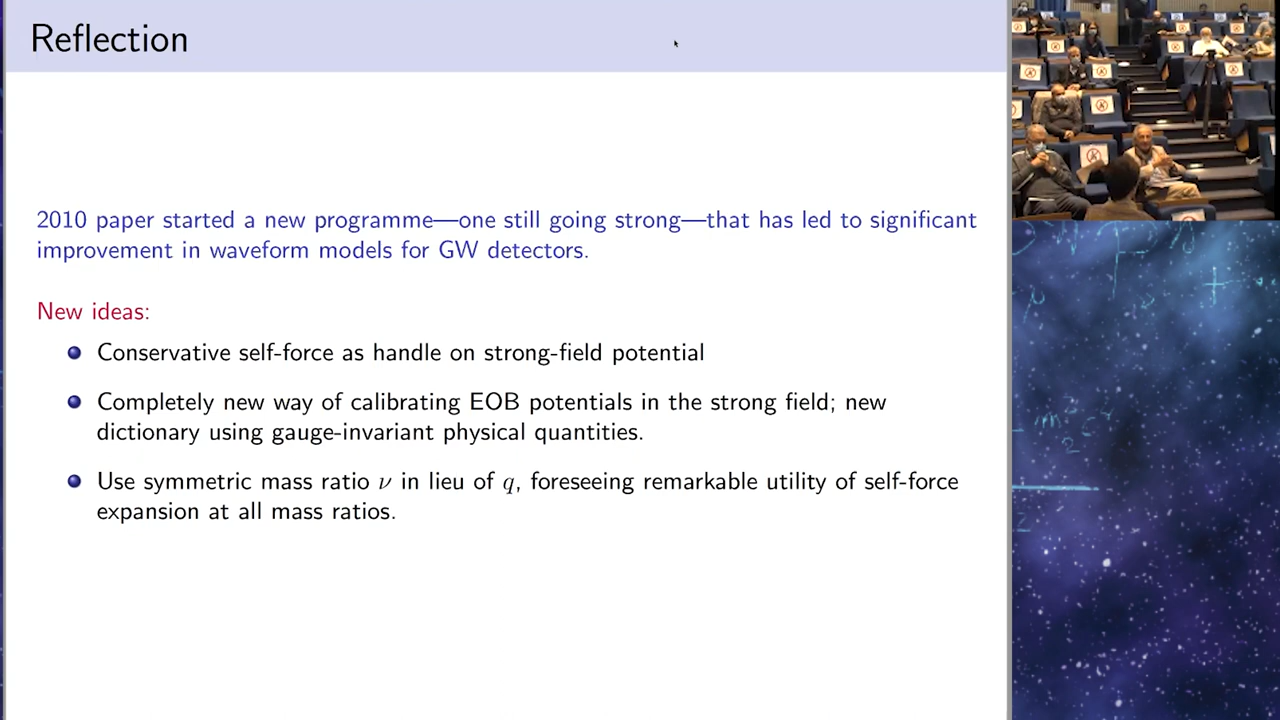 Reflection
2010 paper started a new programme—one still going strong—that has led to significant
improvement in waveform models for GW detectors.
New ideas:
Conservative self-force as handle on strong-field potential
Completely new way of calibrating EOB potentials in the strong field; new
dictionary using gauge-invariant physical quantities.
Use symmetric mass ratio ν in lieu of q, foreseeing remarkable utility of self-force
expansion at all mass ratios.